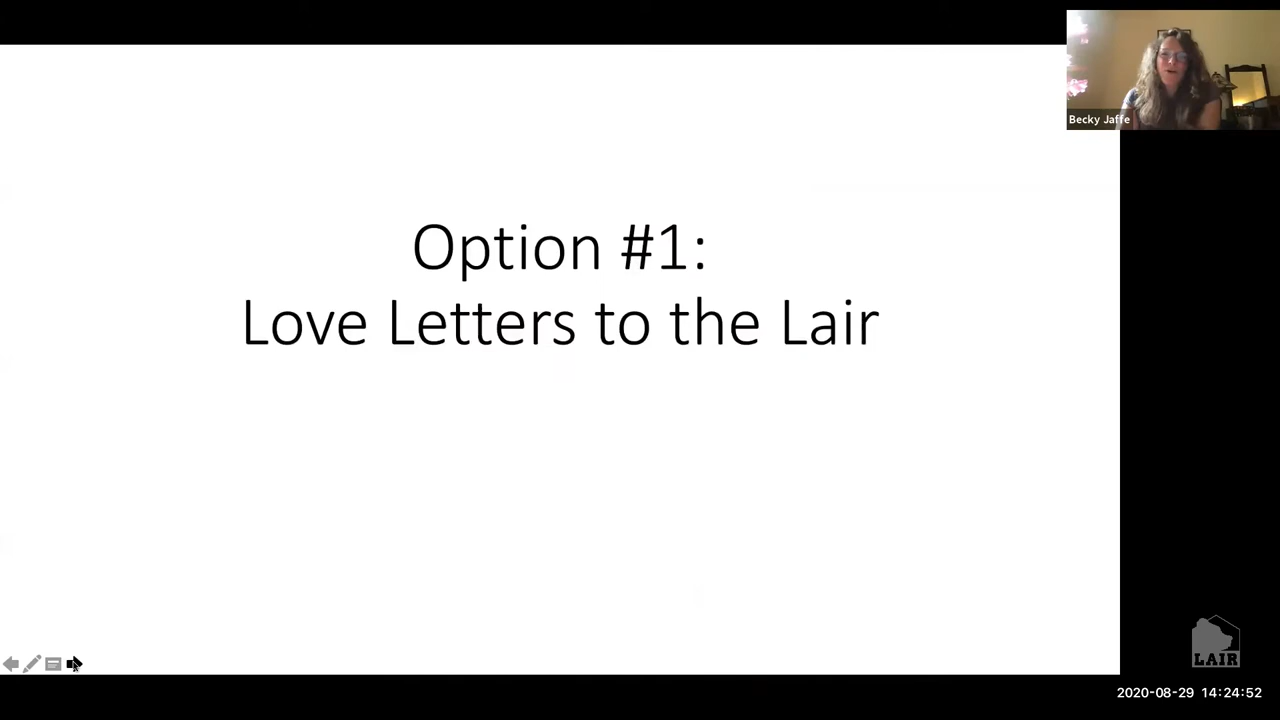 Becky Jaffe
Option #1:
Love Letters to the Lair
LAIR
2020-08-29 14:24:52